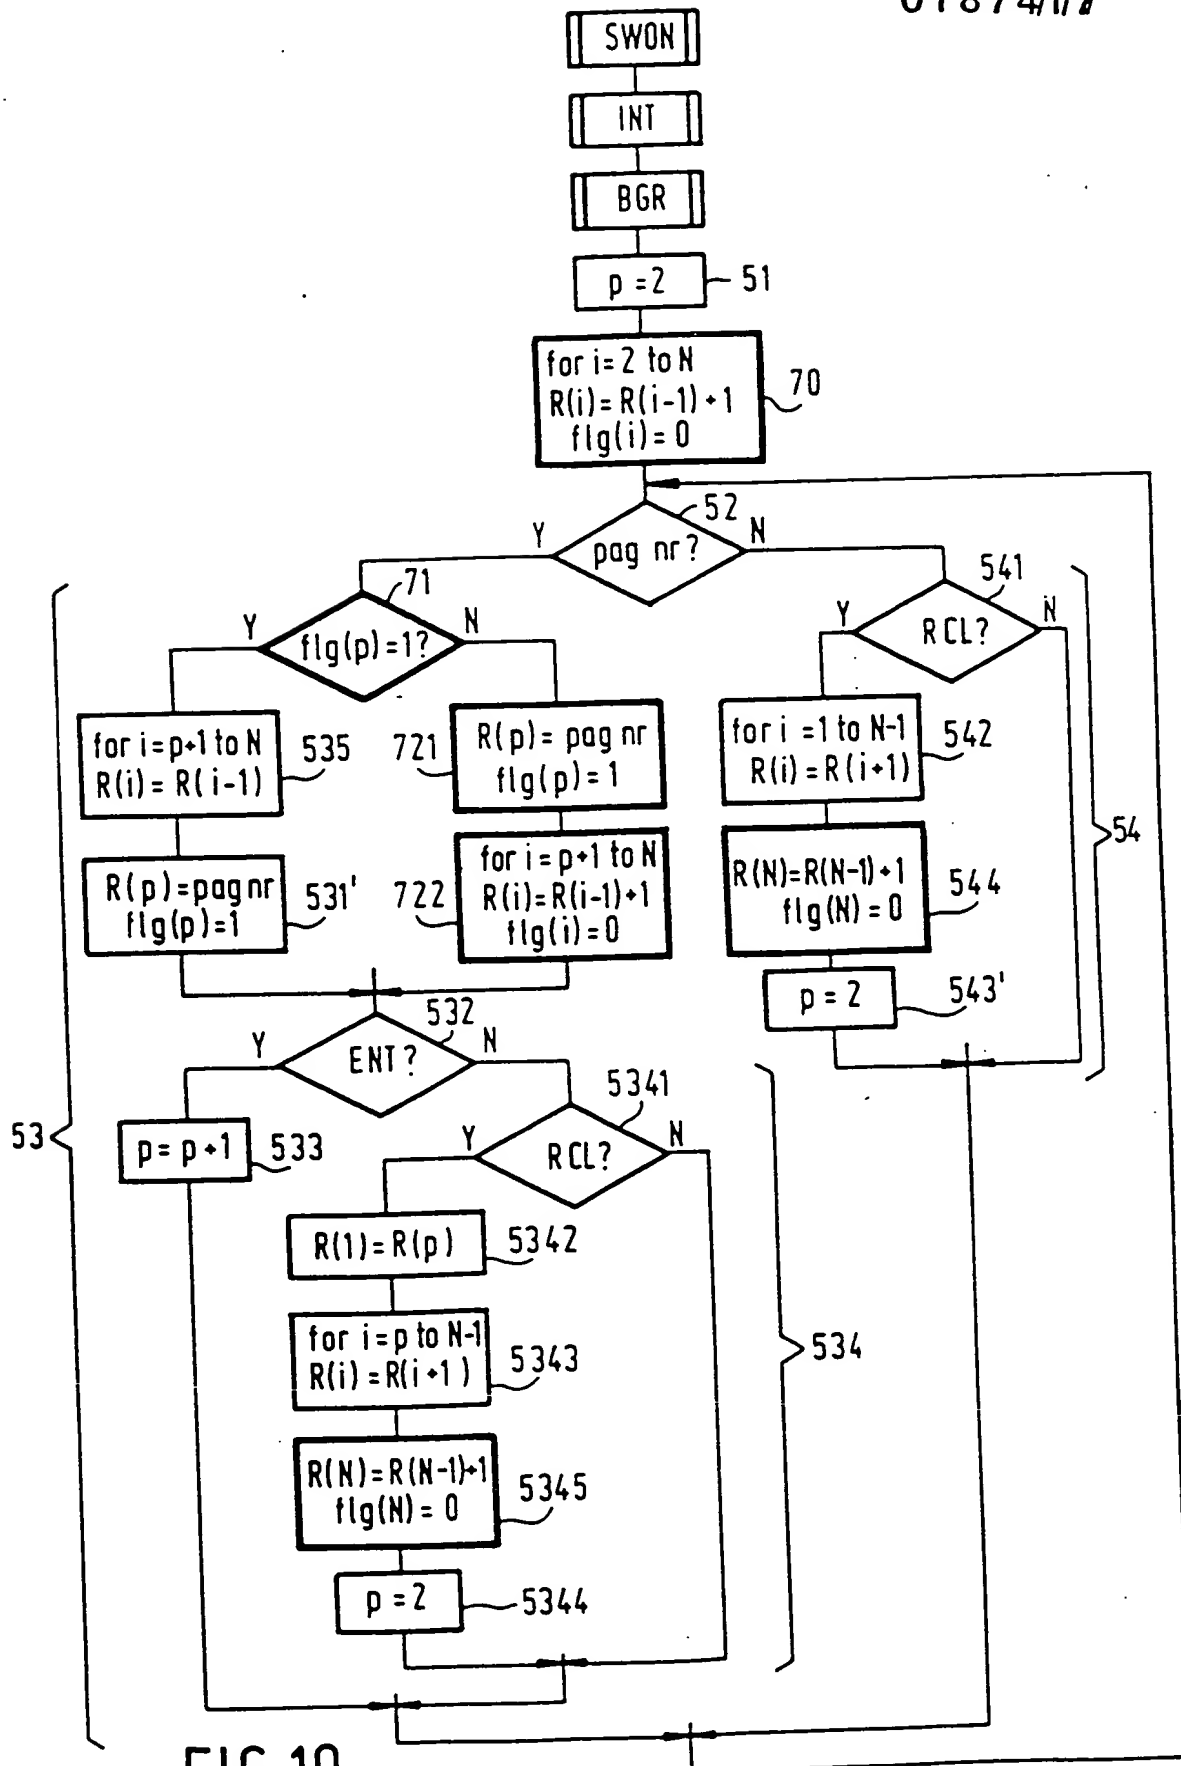 SWON
INT
BGR
p = 2
51
for i = 2 to N
R(i) = R(i-1) + 1
flg(i) = 0
70
52
Y
pag nr?
N
71
Y
flg(p) = 1?
N
541
Y
RCL?
N
for i = p+1 to N
R(i) = R(i-1)
535
721
R(p) = pag nr
flg(p) = 1
for i = 1 to N-1
R(i) = R(i+1)
542
R(p) = pag nr
flg(p) = 1
531'
722
for i = p+1 to N
R(i) = R(i-1)+1
flg(i) = 0
R(N) = R(N-1)+1
flg(N) = 0
544
54
p = 2
543'
532
Y
ENT?
N
53
p = p+1
533
5341
Y
RCL?
N
R(1) = R(p)
5342
for i = p to N-1
R(i) = R(i+1)
5343
534
R(N) = R(N-1)+1
flg(N) = 0
5345
p = 2
5344